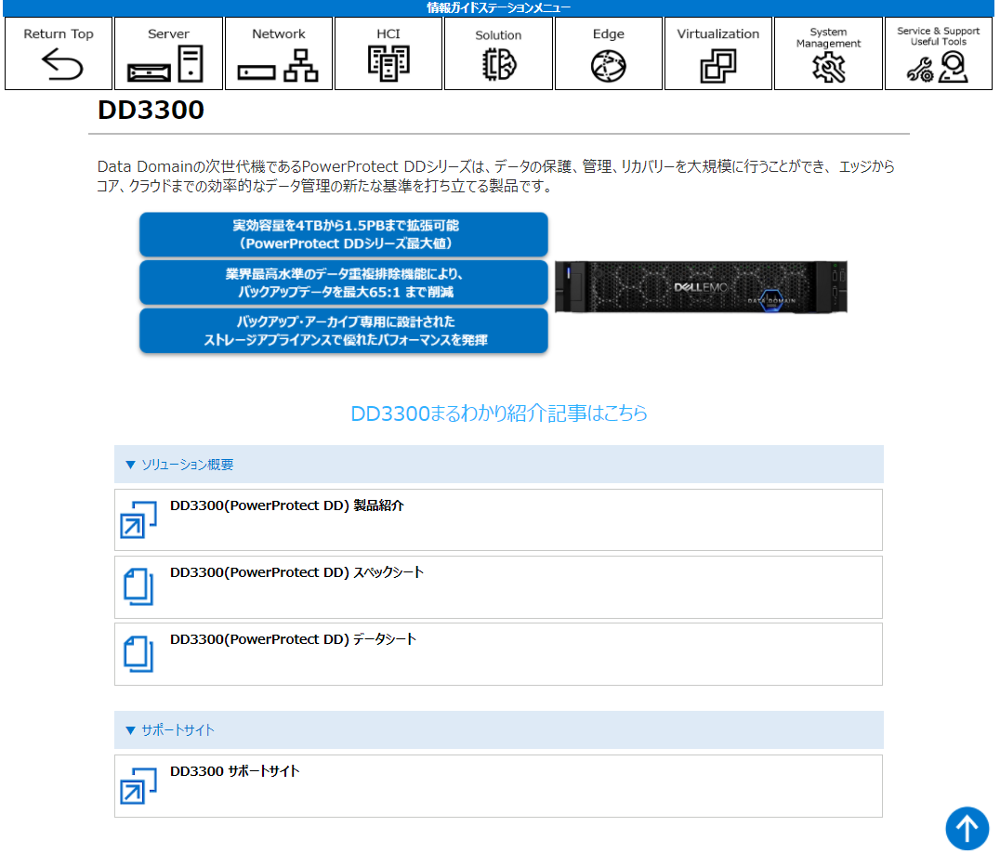 情報ガイドステーションメニュー
Return Top
Server
Network
HCI
Solution
Edge
Virtualization
System
Management
Service & Support
Useful Tools
DD3300
Data Domainの次世代機であるPowerProtect DDシリーズは、データの保護、管理、リカバリーを大規模に行うことができ、エッジから
コア、クラウドまでの効率的なデータ管理の新たな基準を打ち立てる製品です。
実効容量を4TBから1.5PBまで拡張可能
（PowerProtect DDシリーズ最大値）
業界最高水準のデータ重複排除機能により、
バックアップデータを最大65:1 まで削減
バックアップ・アーカイブ専用に設計された
ストレージアプライアンスで優れたパフォーマンスを発揮
DELLEMC
DATA DOMAIN
DD3300まるわかり紹介記事はこちら
▼ ソリューション概要
DD3300(PowerProtect DD) 製品紹介
DD3300(PowerProtect DD) スペックシート
DD3300(PowerProtect DD) データシート
▼ サポートサイト
DD3300 サポートサイト